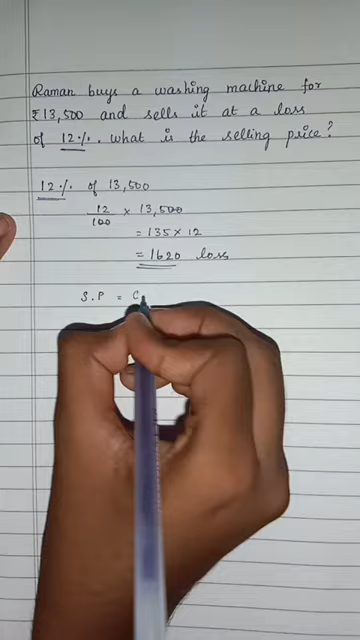 Raman buys a washing machine for
₹13,500 and sells it at a loss
of 12%. what is the selling price?
12% of 13,500
12/100 × 13,500
= 135 × 12
= 1620 loss
S.P = C